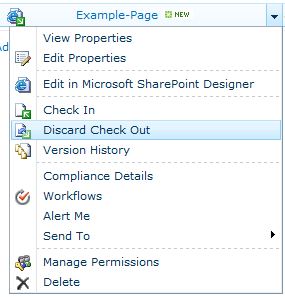 Example-Page NEW
Ad
View Properties
Edit Properties
Edit in Microsoft SharePoint Designer
Check In
Discard Check Out
Version History
Compliance Details
Workflows
Alert Me
Send To
Manage Permissions
Delete